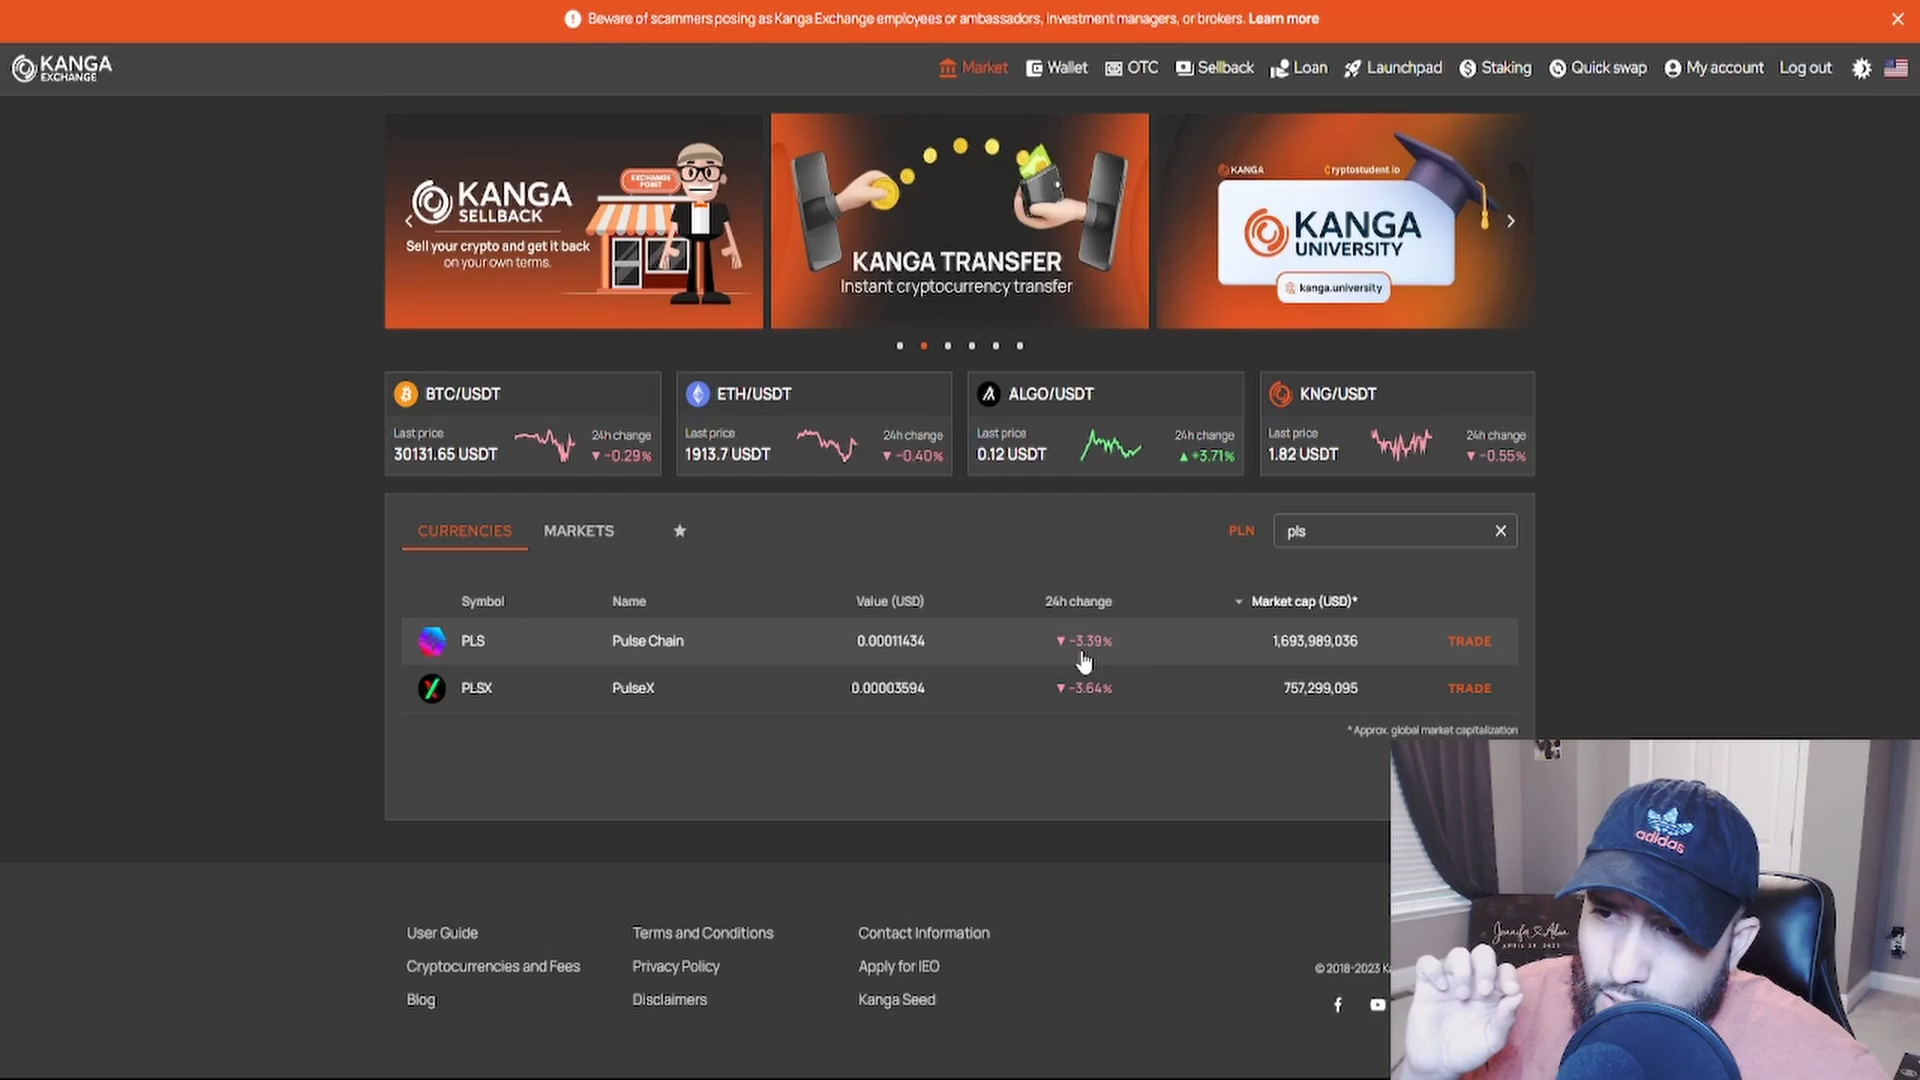 Beware of scammers posing as Kanga Exchange employees or ambassadors, investment managers, or brokers. Learn more
KANGA
EXCHANGE
Market
Wallet
OTC
Sellback
Loan
Launchpad
Staking
Quick swap
My account
Log out
KANGA
SELLBACK
Sell your crypto and get it back
on your own terms.
EXCHANGE
POINT
KANGA TRANSFER
Instant cryptocurrency transfer
KANGA
Cryptostudent io
KANGA
UNIVERSITY
kanga.university
BTC/USDT
Last price
30131.65 USDT
24h change
▼ -0.29%
ETH/USDT
Last price
1913.7 USDT
24h change
▼ -0.40%
ALGO/USDT
Last price
0.12 USDT
24h change
▲ +3.71%
KNG/USDT
Last price
1.82 USDT
24h change
▼ -0.55%
CURRENCIES MARKETS ★ PLN pls
Symbol Name Value (USD) 24h change Market cap (USD)*
PLS Pulse Chain 0.00011434 ▼ -3.39% 1,693,989,036 TRADE
PLSX PulseX 0.00003594 ▼ -3.64% 757,299,095 TRADE
* Approx. global market capitalization
User Guide
Cryptocurrencies and Fees
Blog
Terms and Conditions
Privacy Policy
Disclaimers
Contact Information
Apply for IEO
Kanga Seed
© 2018-2023
adidas
Jennifer